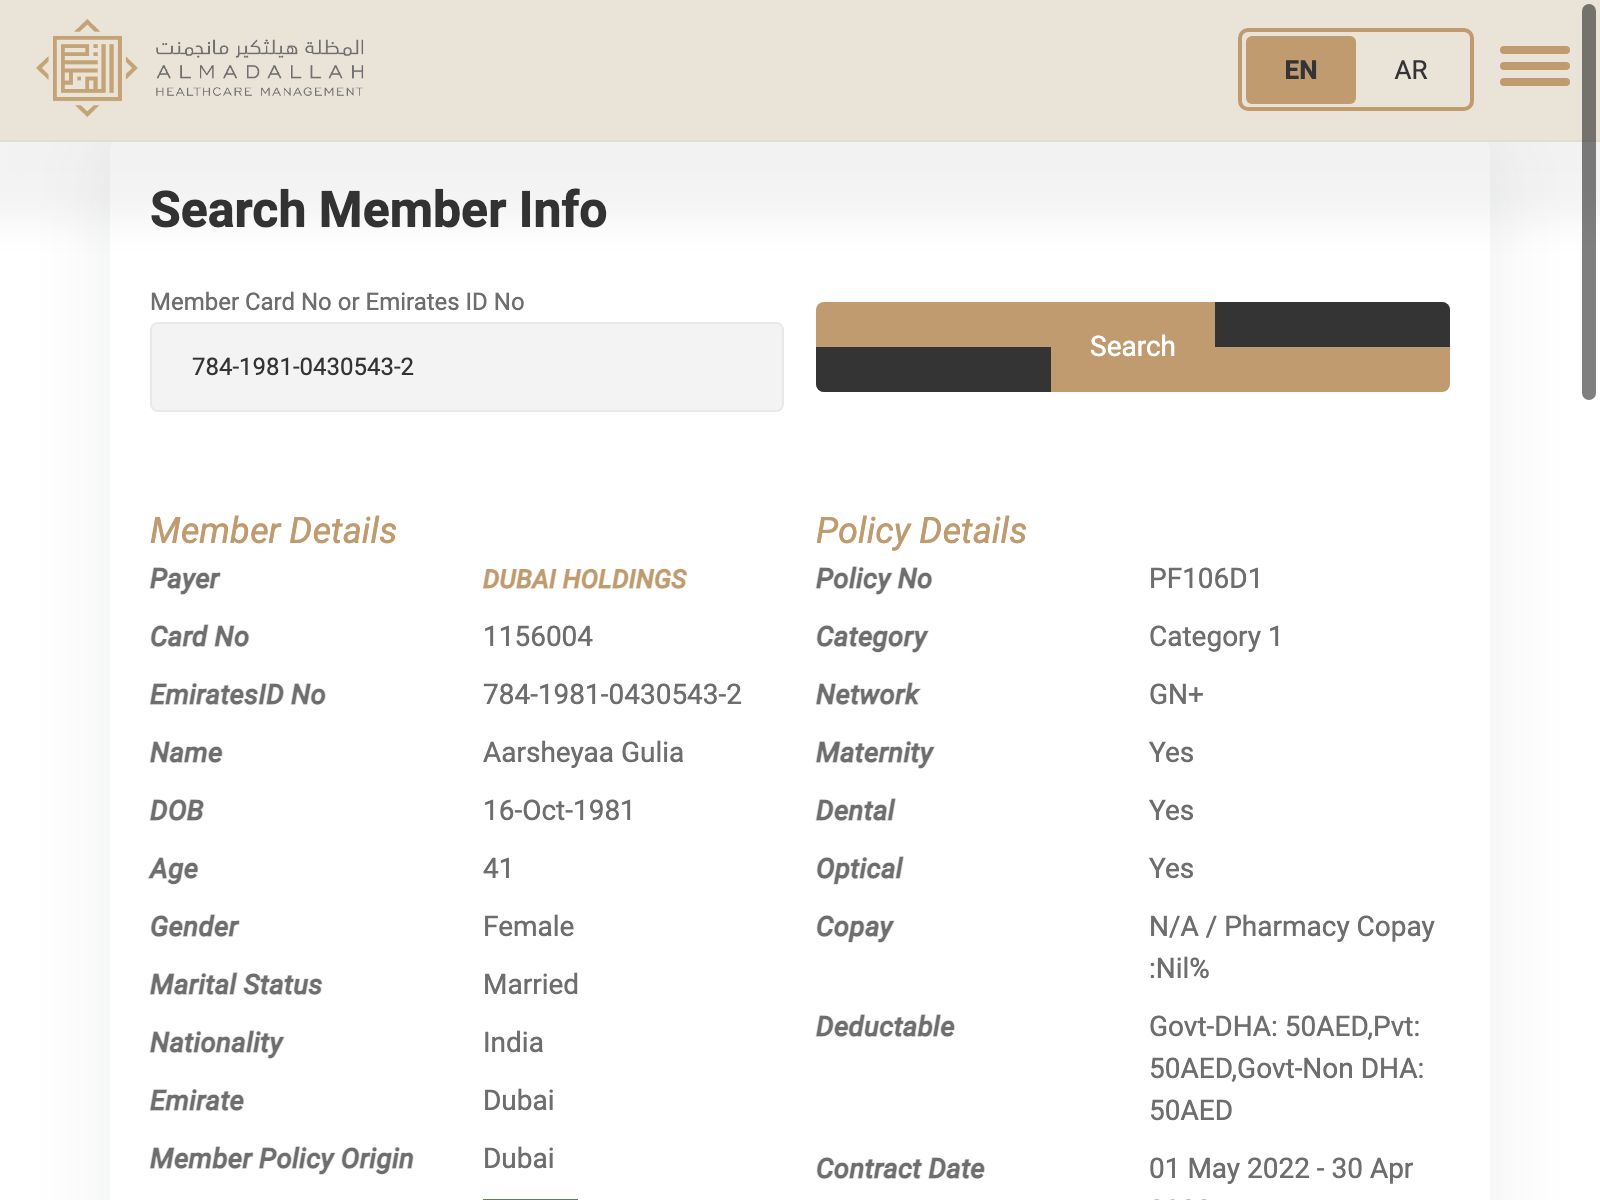 المظلة هيلثكير مانجمنت
ALMADALLAH
HEALTHCARE MANAGEMENT
EN AR
Search Member Info
Member Card No or Emirates ID No
784-1981-0430543-2
Search
Member Details
Payer DUBAI HOLDINGS
Card No 1156004
EmiratesID No 784-1981-0430543-2
Name Aarsheyaa Gulia
DOB 16-Oct-1981
Age 41
Gender Female
Marital Status Married
Nationality India
Emirate Dubai
Member Policy Origin Dubai
Policy Details
Policy No PF106D1
Category Category 1
Network GN+
Maternity Yes
Dental Yes
Optical Yes
Copay N/A / Pharmacy Copay
:Nil%
Deductable Govt-DHA: 50AED,Pvt:
50AED,Govt-Non DHA:
50AED
Contract Date 01 May 2022 - 30 Apr